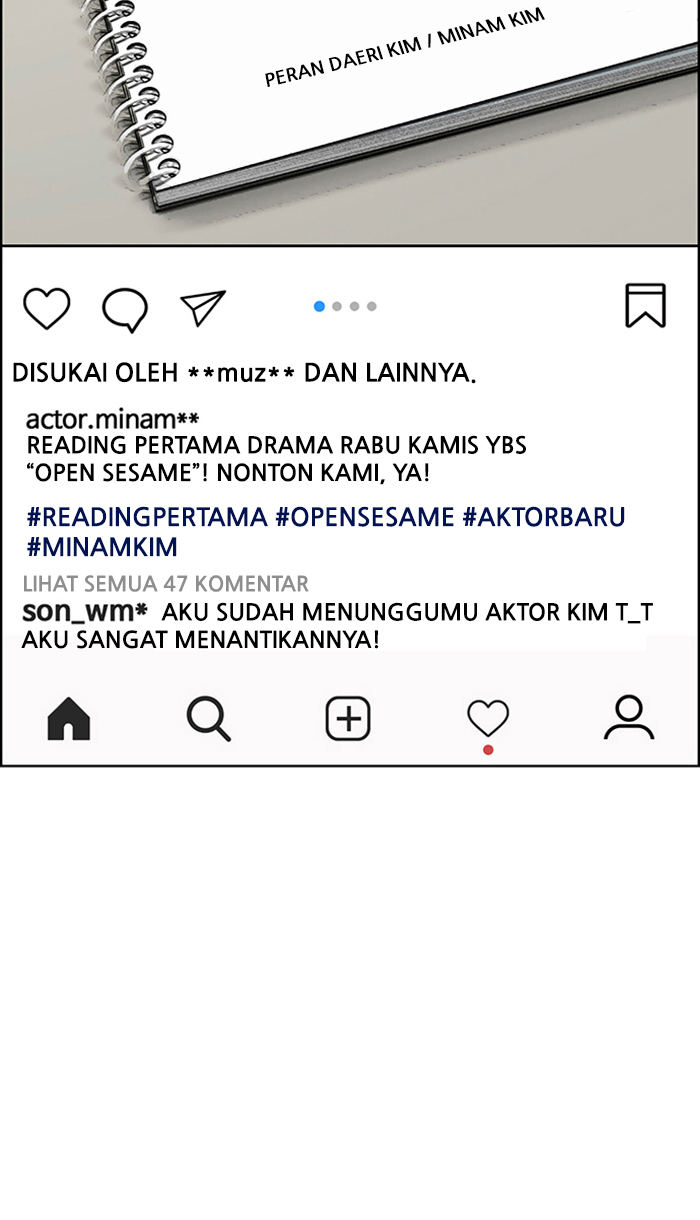 PERAN DAERI KIM / MINAM KIM
DISUKAI OLEH **muz** DAN LAINNYA.
actor.minam**
READING PERTAMA DRAMA RABU KAMIS YBS
“OPEN SESAME”! NONTON KAMI, YA!
#READINGPERTAMA #OPENSESAME #AKTORBARU
#MINAMKIM
LIHAT SEMUA 47 KOMENTAR
son_wm* AKU SUDAH MENUNGGUMU AKTOR KIM T_T
AKU SANGAT MENANTIKANNYA!